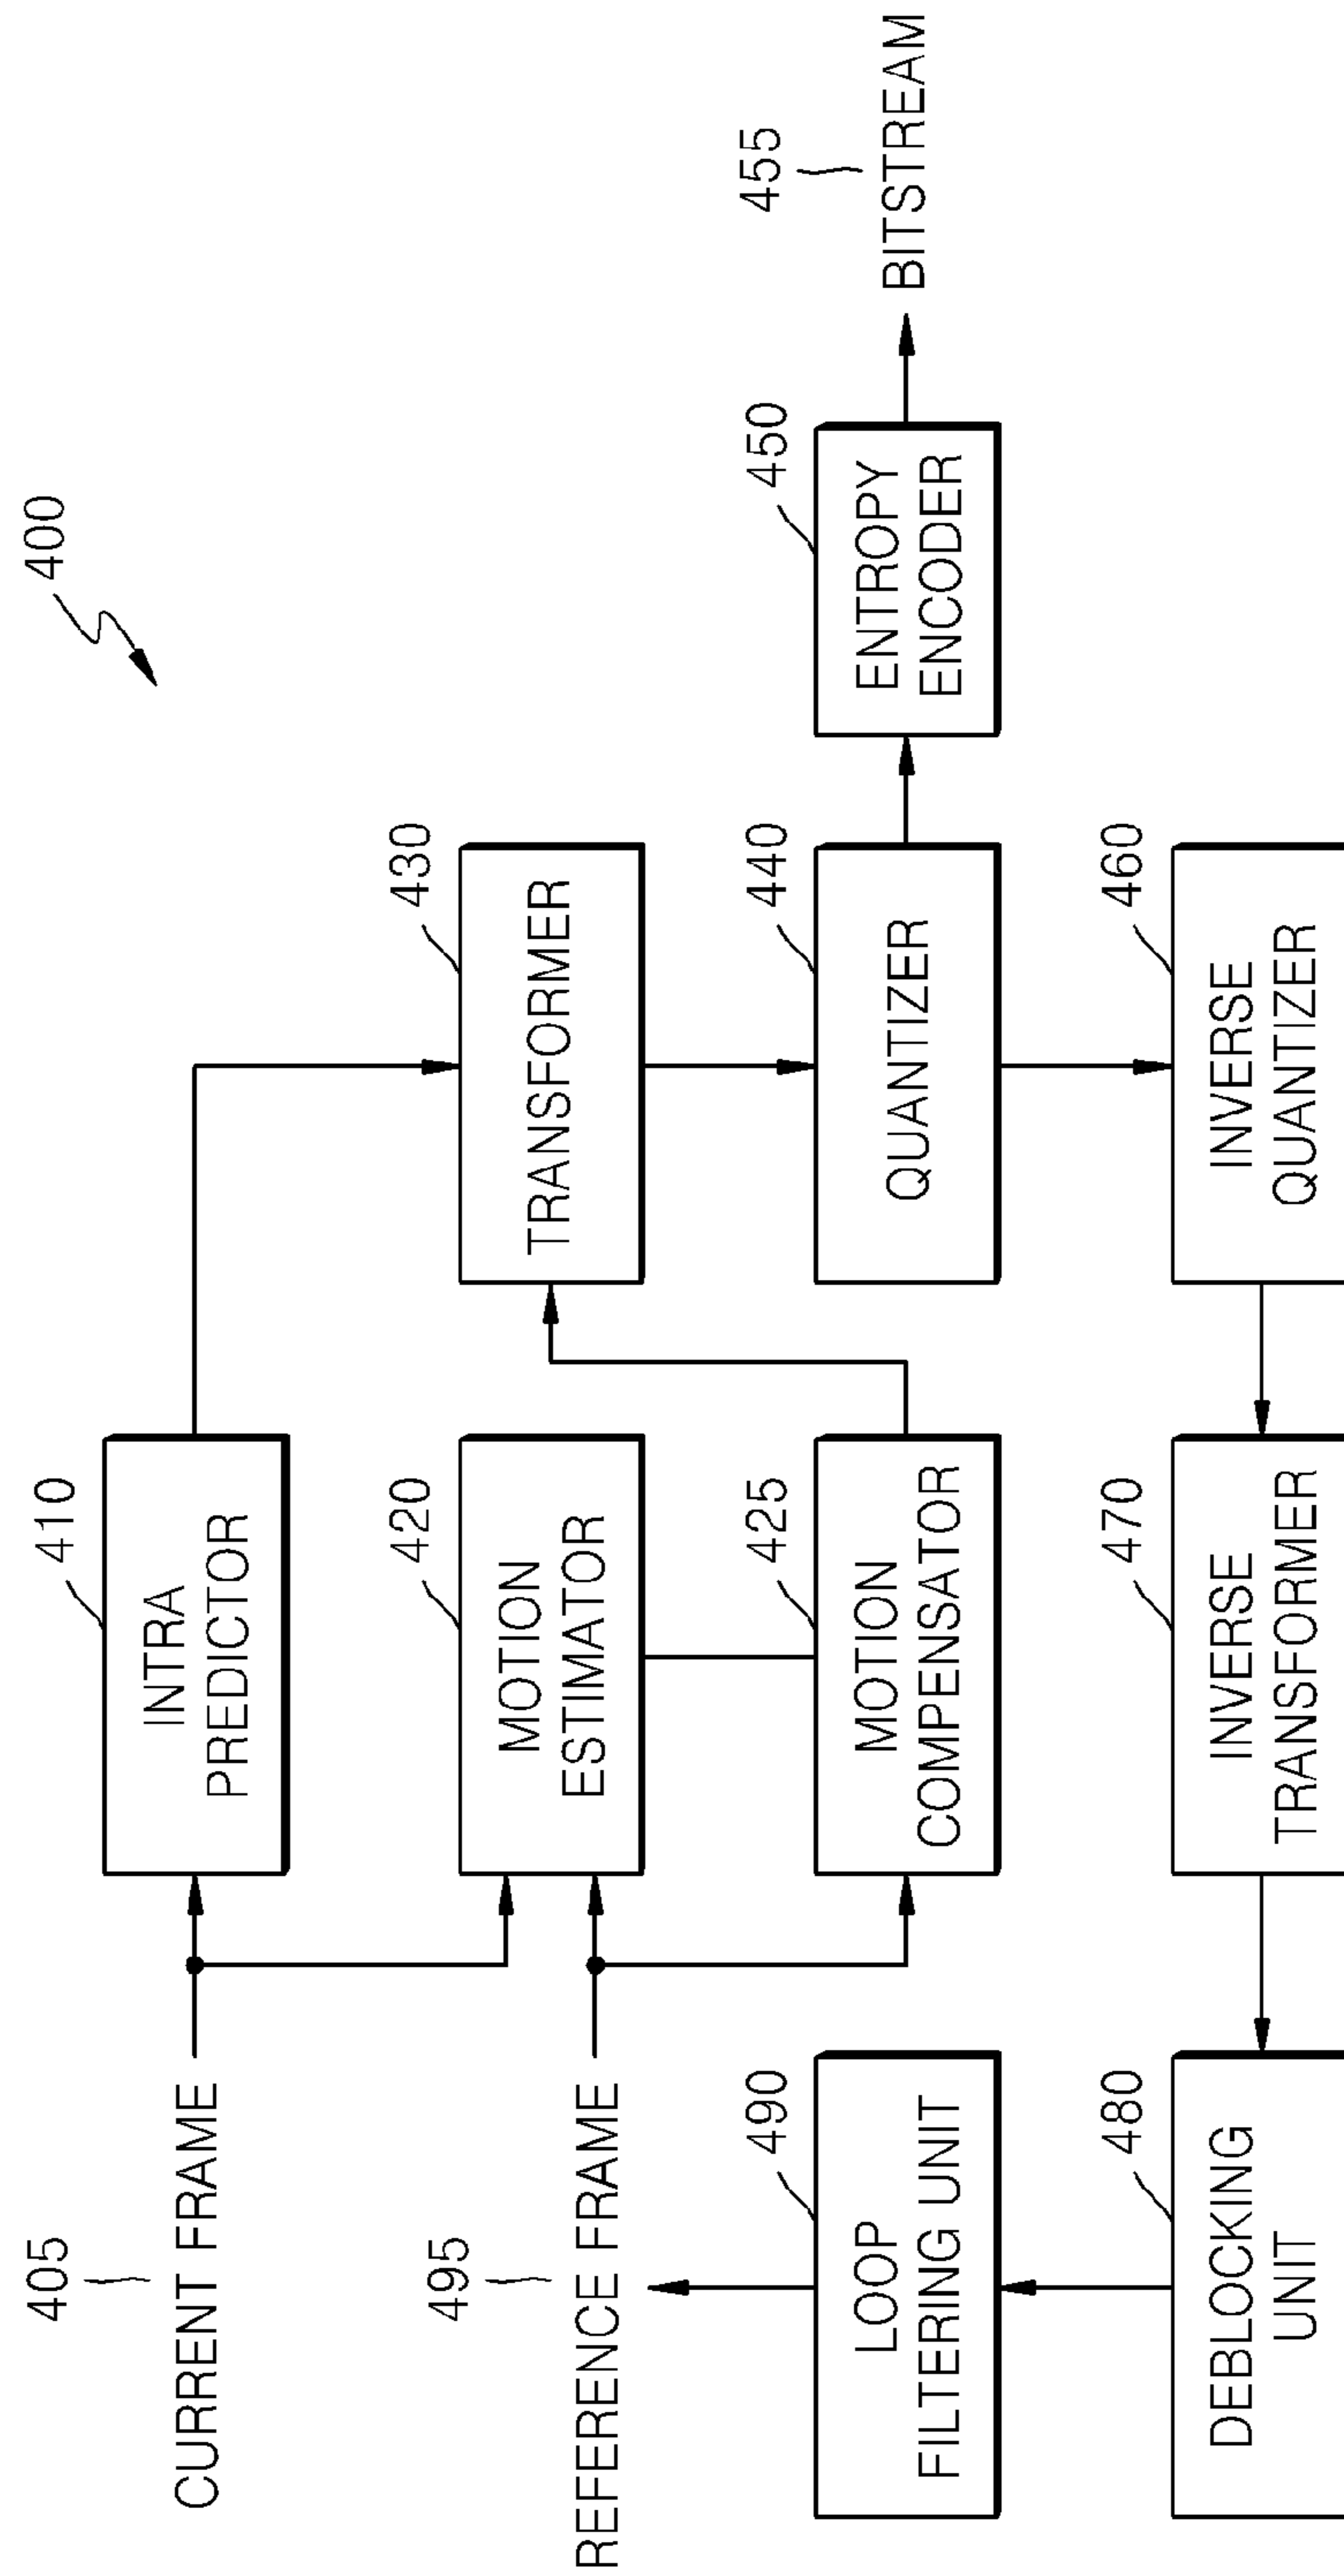 400
405
CURRENT FRAME
410
INTRA
PREDICTOR
495
REFERENCE FRAME
420
MOTION
ESTIMATOR
430
TRANSFORMER
490
LOOP
FILTERING UNIT
425
MOTION
COMPENSATOR
440
QUANTIZER
450
ENTROPY
ENCODER
455
BITSTREAM
480
DEBLOCKING
UNIT
470
INVERSE
TRANSFORMER
460
INVERSE
QUANTIZER